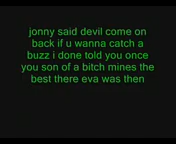 jonny said devil come on
back if u wanna catch a
buzz i done told you once
you son of a bitch mines the
best there eva was then